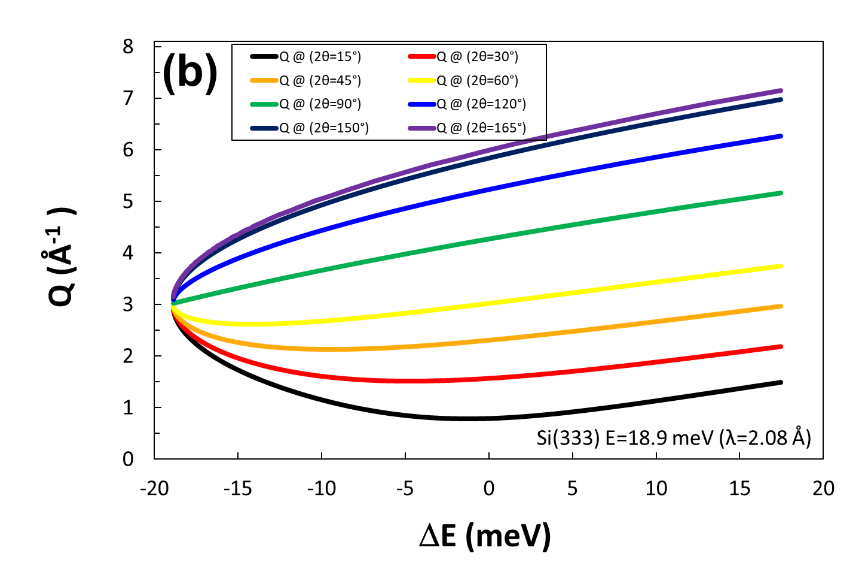 (b)
Q @ (2θ=15°) Q @ (2θ=30°)
Q @ (2θ=45°) Q @ (2θ=60°)
Q @ (2θ=90°) Q @ (2θ=120°)
Q @ (2θ=150°) Q @ (2θ=165°)
8
7
6
5
4
3
2
1
0
Q (Å⁻¹ )
Si(333) E=18.9 meV (λ=2.08 Å)
-20 -15 -10 -5 0 5 10 15 20
ΔE (meV)